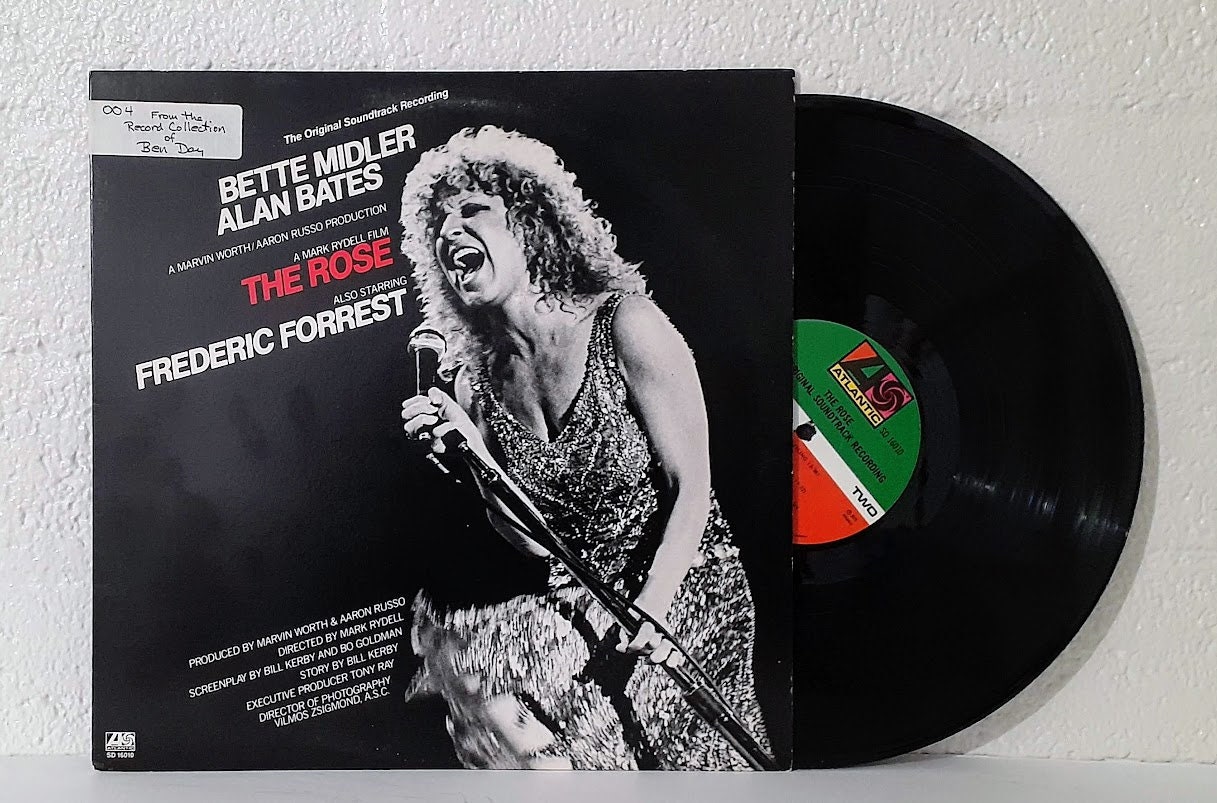 004 From the
Record Collection
of
Ben Day
The Original Soundtrack Recording
BETTE MIDLER
ALAN BATES
A MARVIN WORTH/AARON RUSSO PRODUCTION
A MARK RYDELL FILM
THE ROSE
ALSO STARRING
FREDERIC FORREST
PRODUCED BY MARVIN WORTH & AARON RUSSO
DIRECTED BY MARK RYDELL
SCREENPLAY BY BILL KERBY AND BO GOLDMAN
STORY BY BILL KERBY
EXECUTIVE PRODUCER TONY RAY
DIRECTOR OF PHOTOGRAPHY
VILMOS ZSIGMOND, A.S.C.
ATLANTIC
SD 16010
ATLANTIC
SD 16010
THE ROSE
SOUNDTRACK RECORDING
TWO